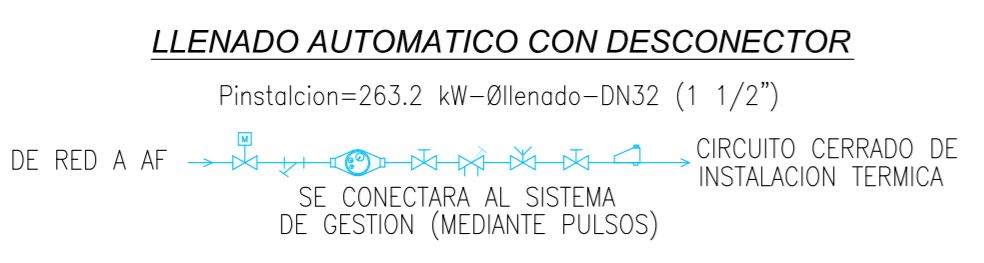 LLENADO AUTOMATICO CON DESCONECTOR
Pinstalcion=263.2 kW-Øllenado-DN32 (1 1/2")
M
DE RED A AF
CIRCUITO CERRADO DE
INSTALACION TERMICA
SE CONECTARA AL SISTEMA
DE GESTION (MEDIANTE PULSOS)